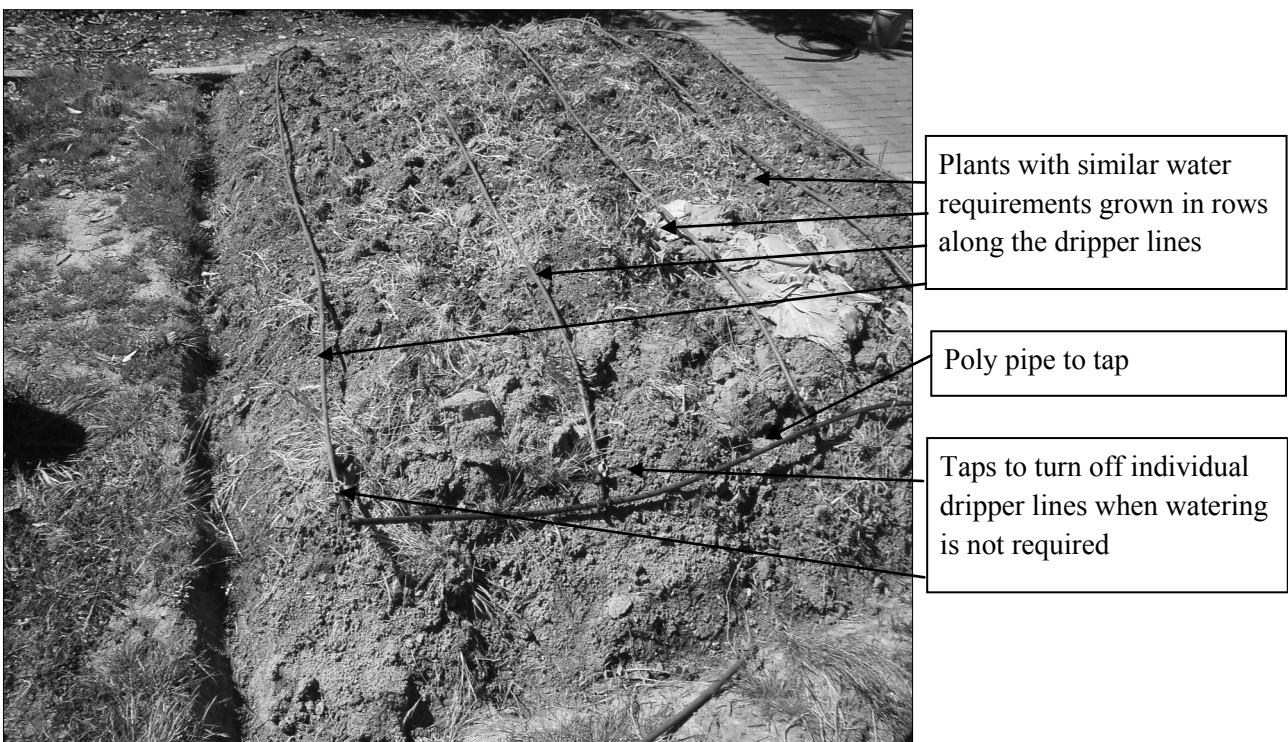 Plants with similar water
requirements grown in rows
along the dripper lines
Poly pipe to tap
Taps to turn off individual
dripper lines when watering
is not required